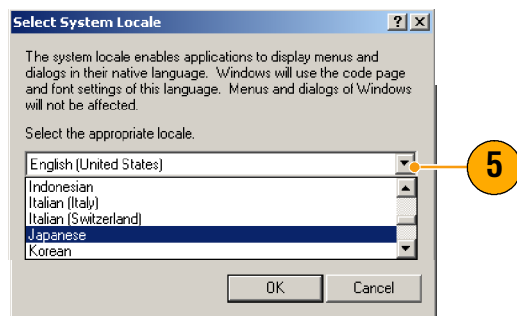 Select System Locale
The system locale enables applications to display menus and
dialogs in their native language. Windows will use the code page
and font settings of this language. Menus and dialogs of Windows
will not be affected.
Select the appropriate locale.
English (United States)
5
Indonesian
Italian (Italy)
Italian (Switzerland)
Japanese
Korean
OK Cancel